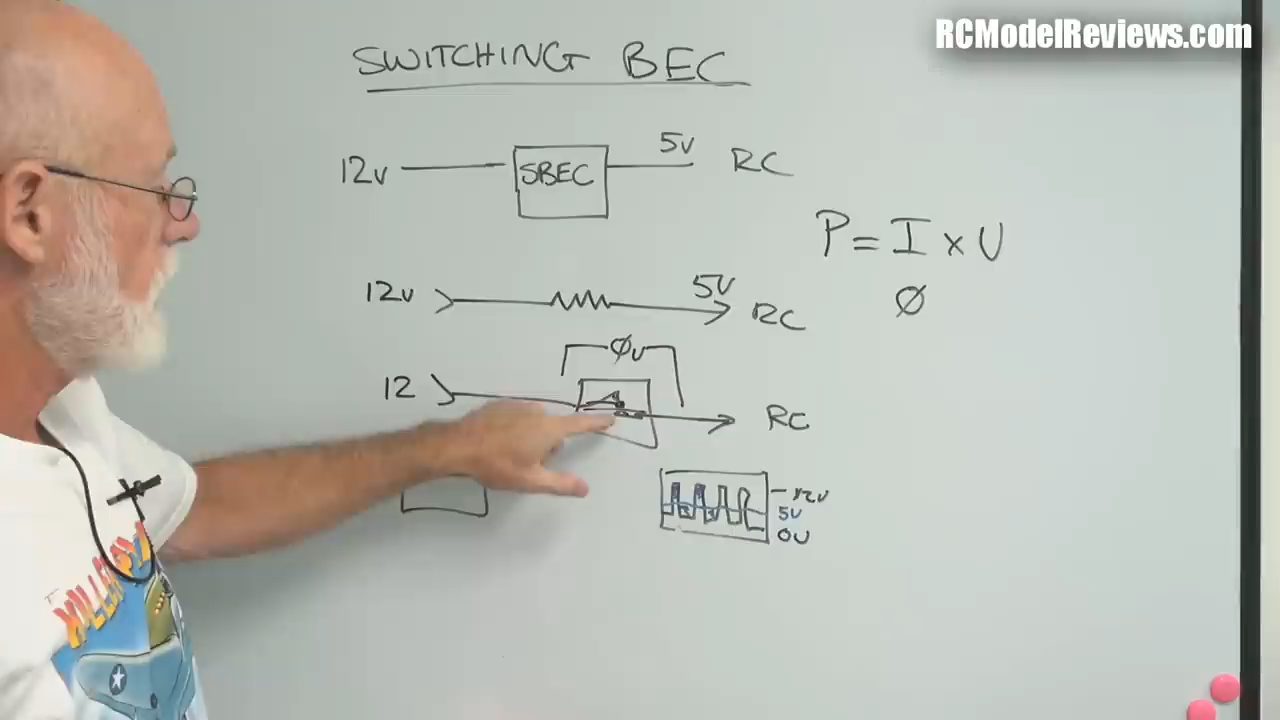 RCModelReviews.com
SWITCHING BEC
12v SBEC 5v RC
P = I x U
Ø
12v 5V RC
Øv
12 RC
12V
5V
0V